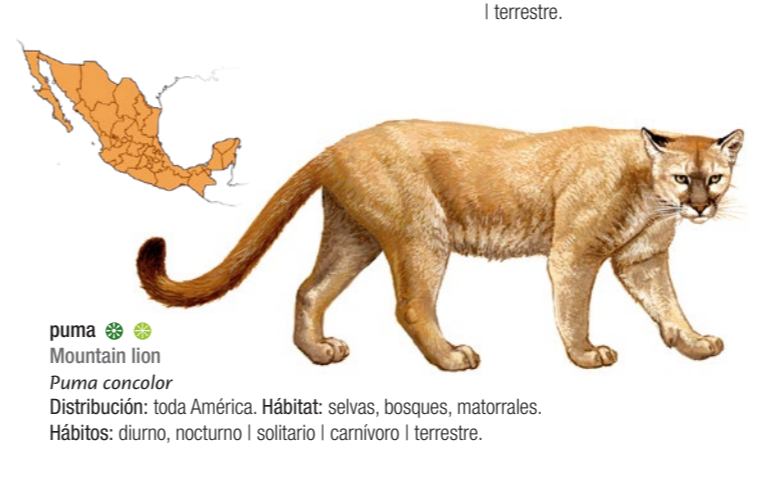 | terrestre.
puma
Mountain lion
Puma concolor
Distribución: toda América. Hábitat: selvas, bosques, matorrales.
Hábitos: diurno, nocturno | solitario | carnívoro | terrestre.